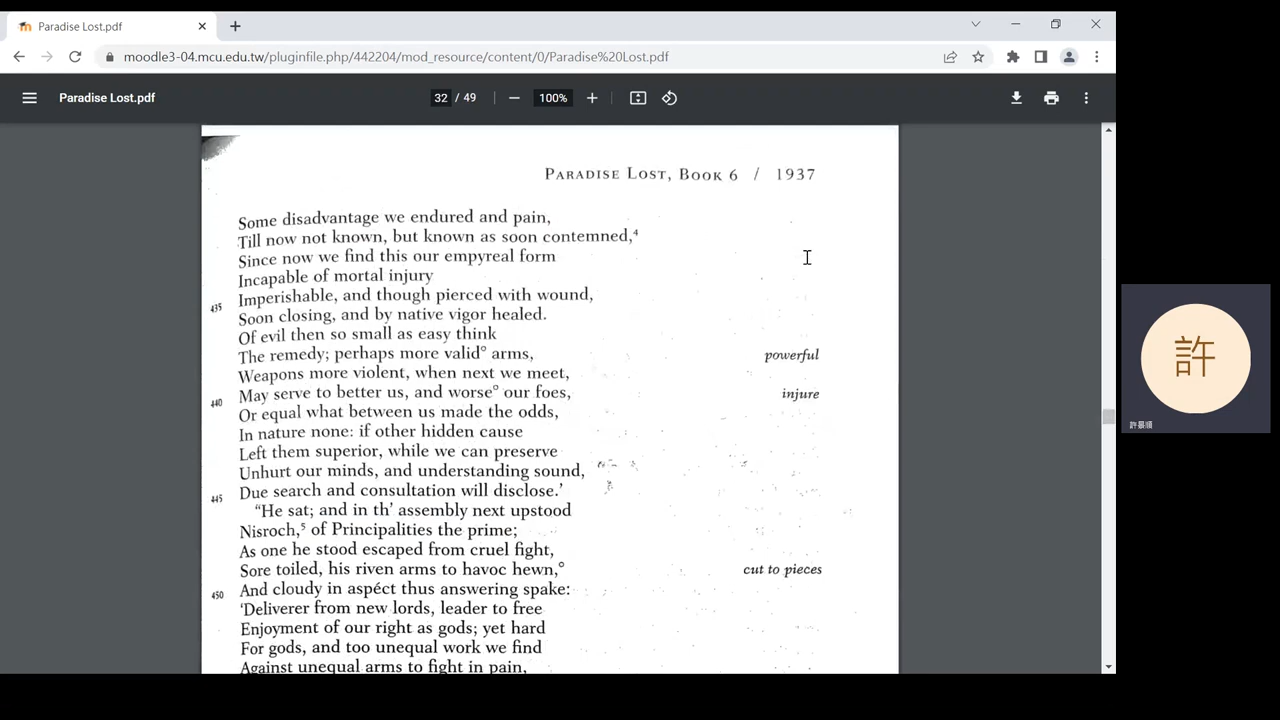 Paradise Lost.pdf
moodle3-04.mcu.edu.tw/pluginfile.php/442204/mod_resource/content/0/Paradise%20Lost.pdf
Paradise Lost.pdf
32 / 49
100%
PARADISE LOST, BOOK 6 / 1937
Some disadvantage we endured and pain,
Till now not known, but known as soon contemned,⁴
Since now we find this our empyreal form
Incapable of mortal injury
435 Imperishable, and though pierced with wound,
Soon closing, and by native vigor healed.
Of evil then so small as easy think
The remedy; perhaps more valid° arms, powerful
Weapons more violent, when next we meet,
440 May serve to better us, and worse° our foes, injure
Or equal what between us made the odds,
In nature none: if other hidden cause
Left them superior, while we can preserve
Unhurt our minds, and understanding sound,
445 Due search and consultation will disclose.’
“He sat; and in th’ assembly next upstood
Nisroch,⁵ of Principalities the prime;
As one he stood escaped from cruel fight,
Sore toiled, his riven arms to havoc hewn,° cut to pieces
450 And cloudy in aspéct thus answering spake:
‘Deliverer from new lords, leader to free
Enjoyment of our right as gods; yet hard
For gods, and too unequal work we find
Against unequal arms to fight in pain,
許
許景順